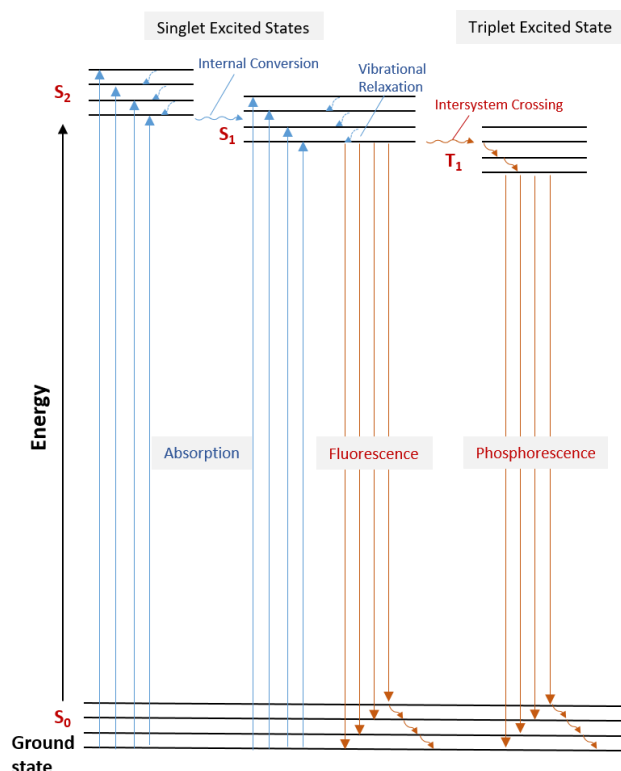 Singlet Excited States
Triplet Excited State
Internal Conversion
Vibrational
Relaxation
S2
Intersystem Crossing
S1
T1
Energy
Absorption
Fluorescence
Phosphorescence
S0
Ground
state